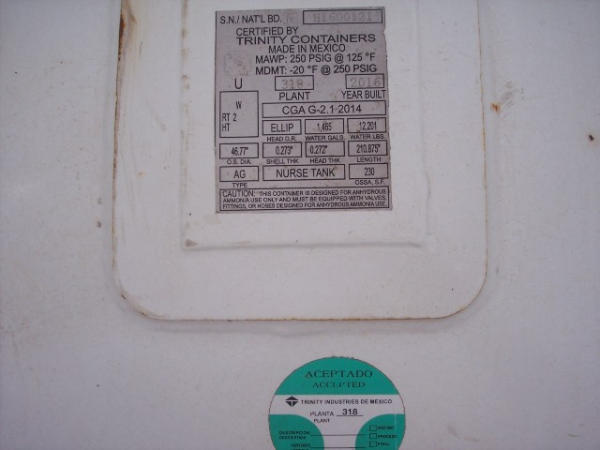 S.N./ NAT'L BD.
CERTIFIED BY
TRINITY CONTAINERS
MADE IN MEXICO
MAWP: 250 PSIG @ 125 °F
MDMT: -20 °F @ 250 PSIG
U 318 2016
PLANT YEAR BUILT
W
RT 2
HT
CGA G-2.1-2014
ELLIP 1,465 12,201
HEAD D.R. WATER GALS. WATER LBS.
46.77" 0.273" 0.272" 210.875"
O.S. DIA. SHELL THK HEAD THK LENGTH
AG NURSE TANK 230
TYPE OSSA, S.F.
CAUTION: "THIS CONTAINER IS DESIGNED FOR ANHYDROUS
AMMONIA USE ONLY AND MUST BE EQUIPPED WITH VALVES,
FITTINGS, OR HOSES DESIGNED FOR ANHYDROUS AMMONIA USE.
ACEPTADO
ACCEPTED
TRINITY INDUSTRIES DE MEXICO
PLANTA 318
PLANT